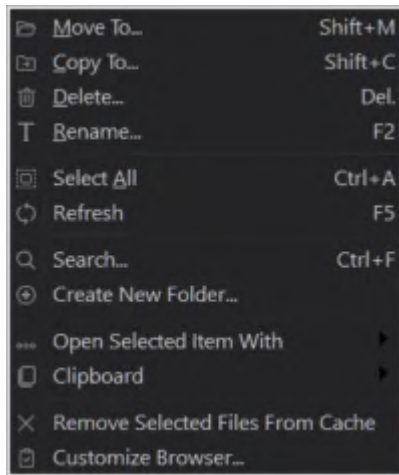 Move To... Shift+M
Copy To... Shift+C
Delete... Del.
Rename... F2
Select All Ctrl+A
Refresh F5
Search... Ctrl+F
Create New Folder...
Open Selected Item With
Clipboard
Remove Selected Files From Cache
Customize Browser...